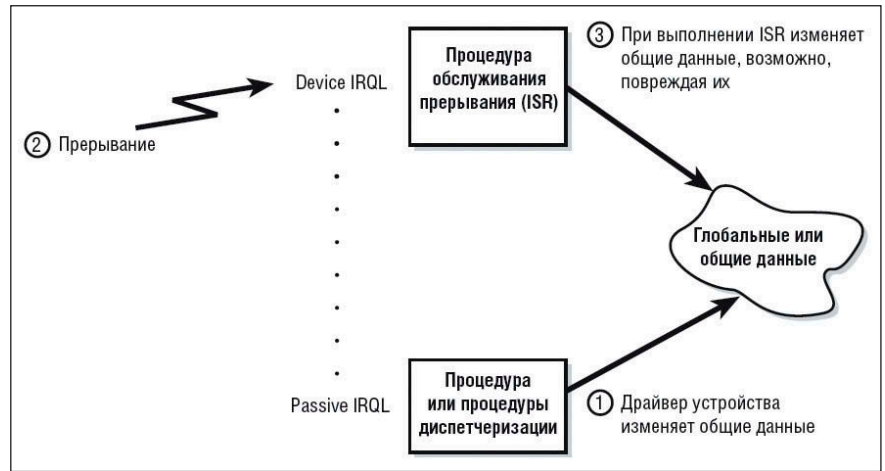 Процедура
обслуживания
прерывания (ISR)
③ При выполнении ISR изменяет
общие данные, возможно,
повреждая их
Device IRQL
② Прерывание
Глобальные или
общие данные
Passive IRQL
Процедура
или процедуры
диспетчеризации
① Драйвер устройства
изменяет общие данные